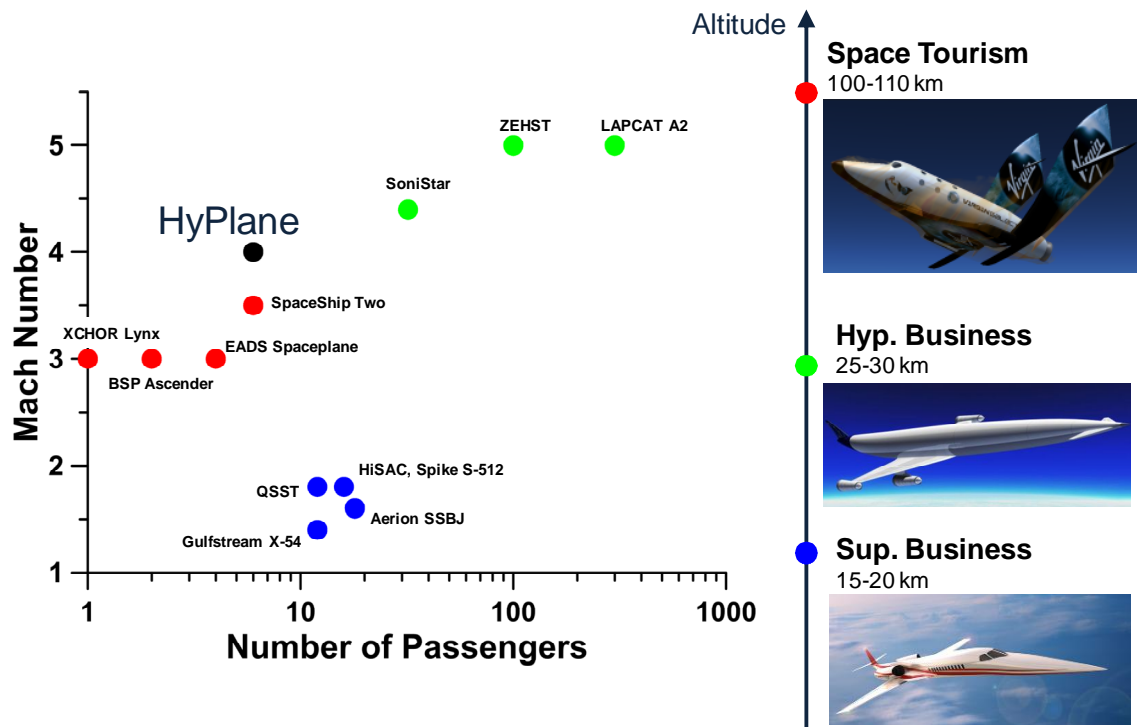 Altitude
Space Tourism
100-110 km
5
ZEHST
LAPCAT A2
SoniStar
HyPlane
4
SpaceShip Two
XCHOR Lynx
EADS Spaceplane
3
BSP Ascender
2
HiSAC, Spike S-512
QSST
Aerion SSBJ
Gulfstream X-54
1
Mach Number
1
10
100
1000
Number of Passengers
Virgin
Virgin
Hyp. Business
25-30 km
Sup. Business
15-20 km